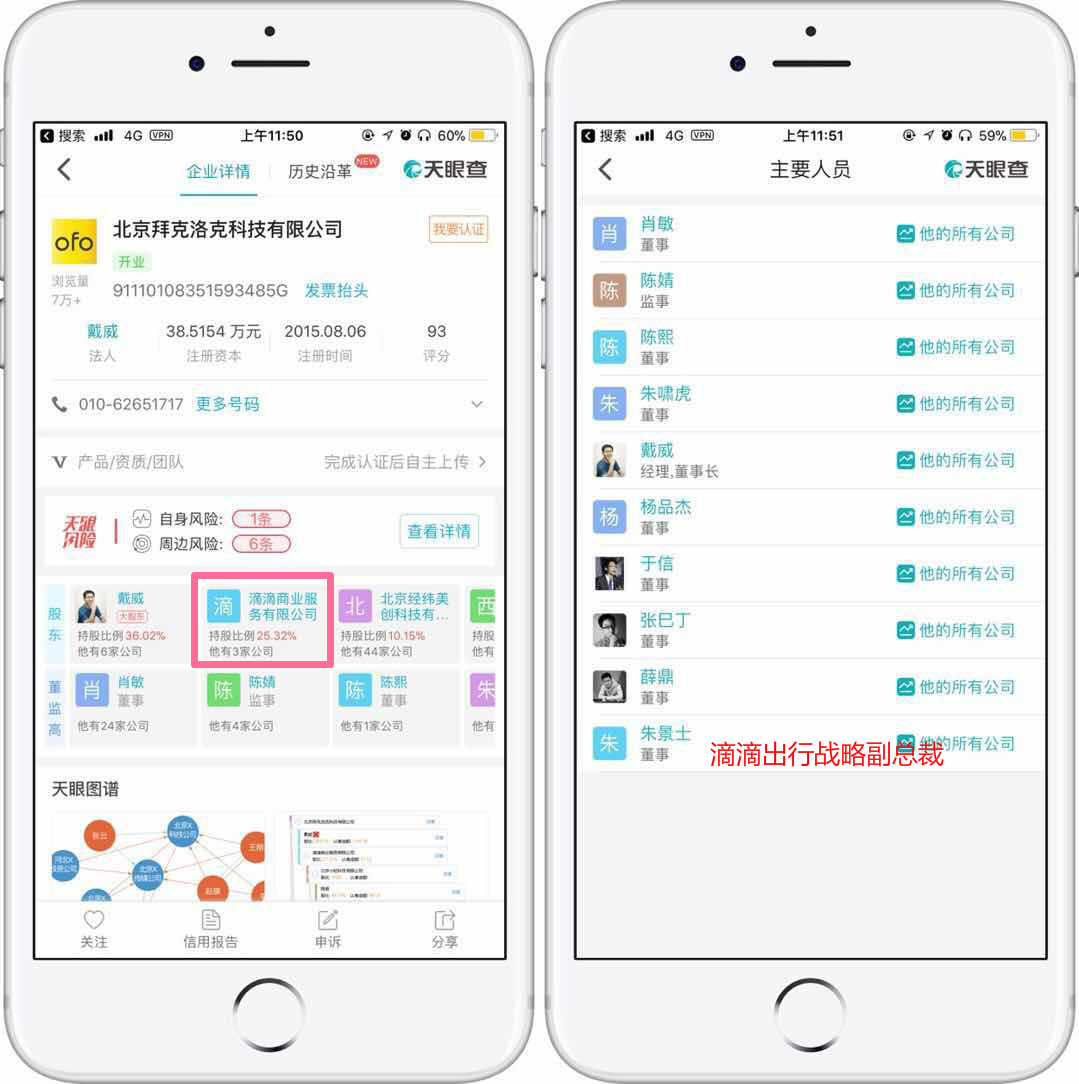 搜索 4G VPN 上午11:50 60%
企业详情 历史沿革 NEW 天眼查
ofo
北京拜克洛克科技有限公司 我要认证
开业
浏览量
7万+
91110108351593485G 发票抬头
戴威 38.5154 万元 2015.08.06 93
法人 注册资本 注册时间 评分
010-62651717 更多号码
产品/资质/团队 完成认证后自主上传
天眼风险
自身风险: 1条
周边风险: 6条
查看详情
股东
戴威
大股东
持股比例 36.02%
他有6家公司
滴
滴滴商业服
务有限公司
持股比例 25.32%
他有3家公司
北
北京经纬美
创科技有...
持股比例 10.15%
他有44家公司
西
持股
他有
董监高
肖
肖敏
董事
他有24家公司
陈
陈婧
监事
他有4家公司
陈
陈熙
董事
他有1家公司
朱
他有
天眼图谱
关注 信用报告 申诉 分享
搜索 4G VPN 上午11:51 59%
主要人员 天眼查
肖 肖敏 他的所有公司
董事
陈 陈婧 他的所有公司
监事
陈 陈熙 他的所有公司
董事
朱 朱啸虎 他的所有公司
董事
戴威 他的所有公司
经理,董事长
杨 杨品杰 他的所有公司
董事
于信 他的所有公司
董事
张巳丁 他的所有公司
董事
薛鼎 他的所有公司
董事
朱 朱景士 他的所有公司
董事
滴滴出行战略副总裁